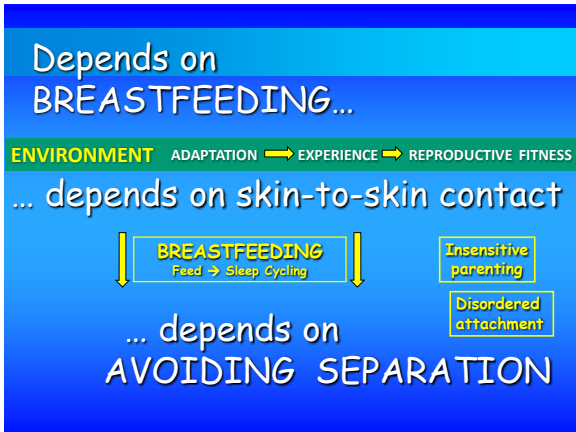 Depends on
BREASTFEEDING…
ENVIRONMENT ADAPTATION EXPERIENCE REPRODUCTIVE FITNESS
... depends on skin-to-skin contact
BREASTFEEDING
Feed → Sleep Cycling
Insensitive
parenting
Disordered
attachment
... depends on
AVOIDING SEPARATION